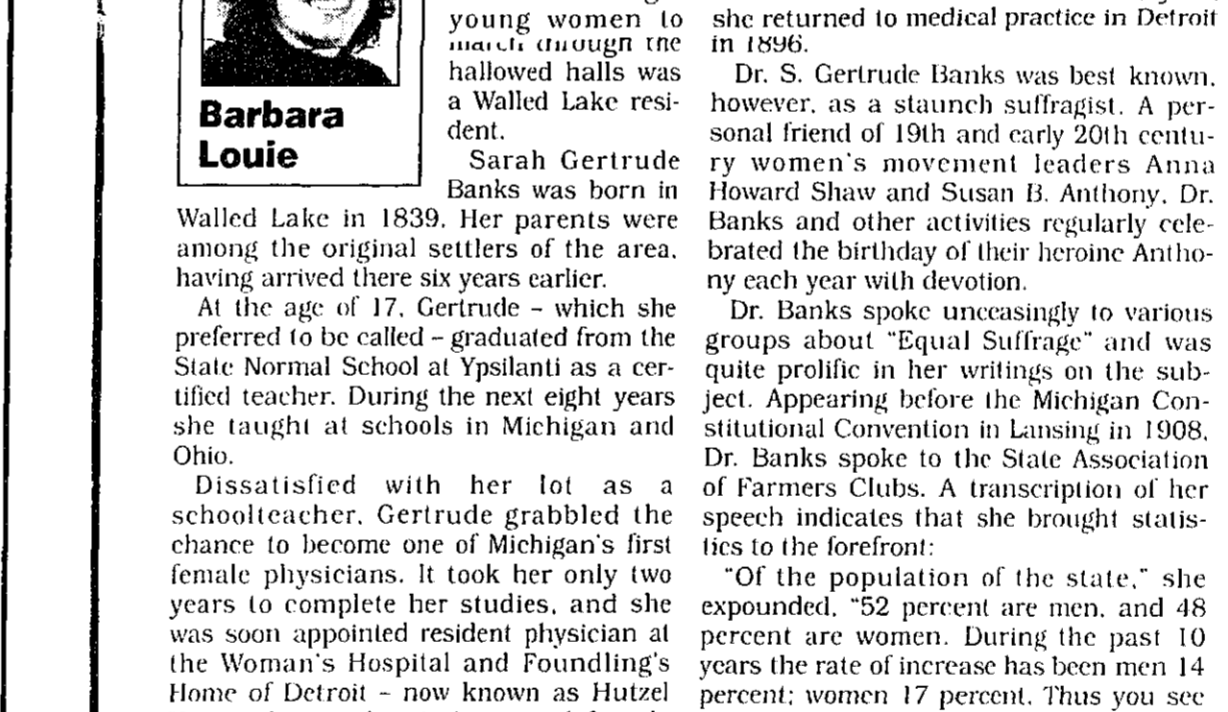 Barbara
Louie
young women to
march through the
hallowed halls was
a Walled Lake resi-
dent.
Sarah Gertrude
Banks was born in
Walled Lake in 1839. Her parents were
among the original settlers of the area,
having arrived there six years earlier.
At the age of 17, Gertrude – which she
preferred to be called – graduated from the
State Normal School at Ypsilanti as a cer-
tified teacher. During the next eight years
she taught at schools in Michigan and
Ohio.
Dissatisfied with her lot as a
schoolteacher, Gertrude grabbled the
chance to become one of Michigan's first
female physicians. It took her only two
years to complete her studies, and she
was soon appointed resident physician at
the Woman's Hospital and Foundling's
Home of Detroit – now known as Hutzel
she returned to medical practice in Detroit
in 1896.
Dr. S. Gertrude Banks was best known,
however, as a staunch suffragist. A per-
sonal friend of 19th and early 20th centu-
ry women's movement leaders Anna
Howard Shaw and Susan B. Anthony, Dr.
Banks and other activities regularly cele-
brated the birthday of their heroine Antho-
ny each year with devotion.
Dr. Banks spoke unceasingly to various
groups about "Equal Suffrage" and was
quite prolific in her writings on the sub-
ject. Appearing before the Michigan Con-
stitutional Convention in Lansing in 1908,
Dr. Banks spoke to the State Association
of Farmers Clubs. A transcription of her
speech indicates that she brought statis-
tics to the forefront:
"Of the population of the state," she
expounded, "52 percent are men, and 48
percent are women. During the past 10
years the rate of increase has been men 14
percent; women 17 percent. Thus you see